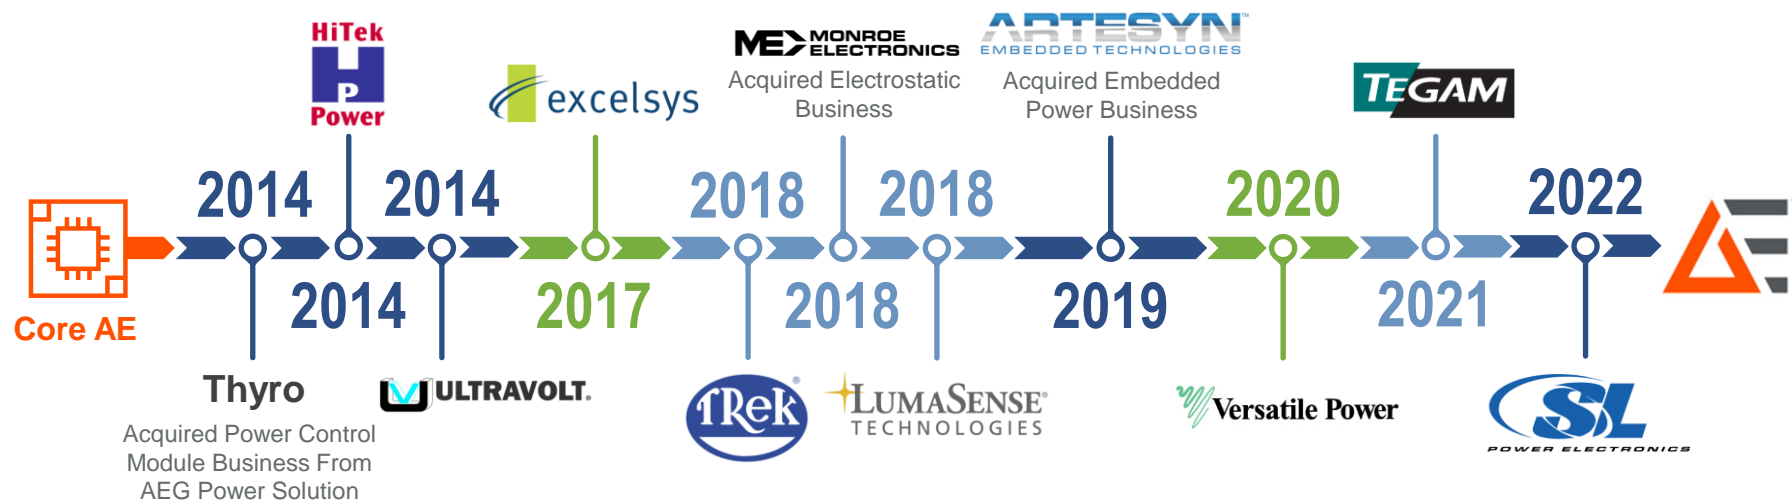 Core AE
2014
Thyro
Acquired Power Control
Module Business From
AEG Power Solution
HiTek
P
Power
2014
2014
ULTRAVOLT®
excelsys
2017
2018
TReK®
MONROE
ELECTRONICS
Acquired Electrostatic
Business
2018
2018
LUMASENSE®
TECHNOLOGIES
ARTESYN™
EMBEDDED TECHNOLOGIES
Acquired Embedded
Power Business
2019
2020
Versatile Power
TEGAM
2021
2022
SL
POWER ELECTRONICS